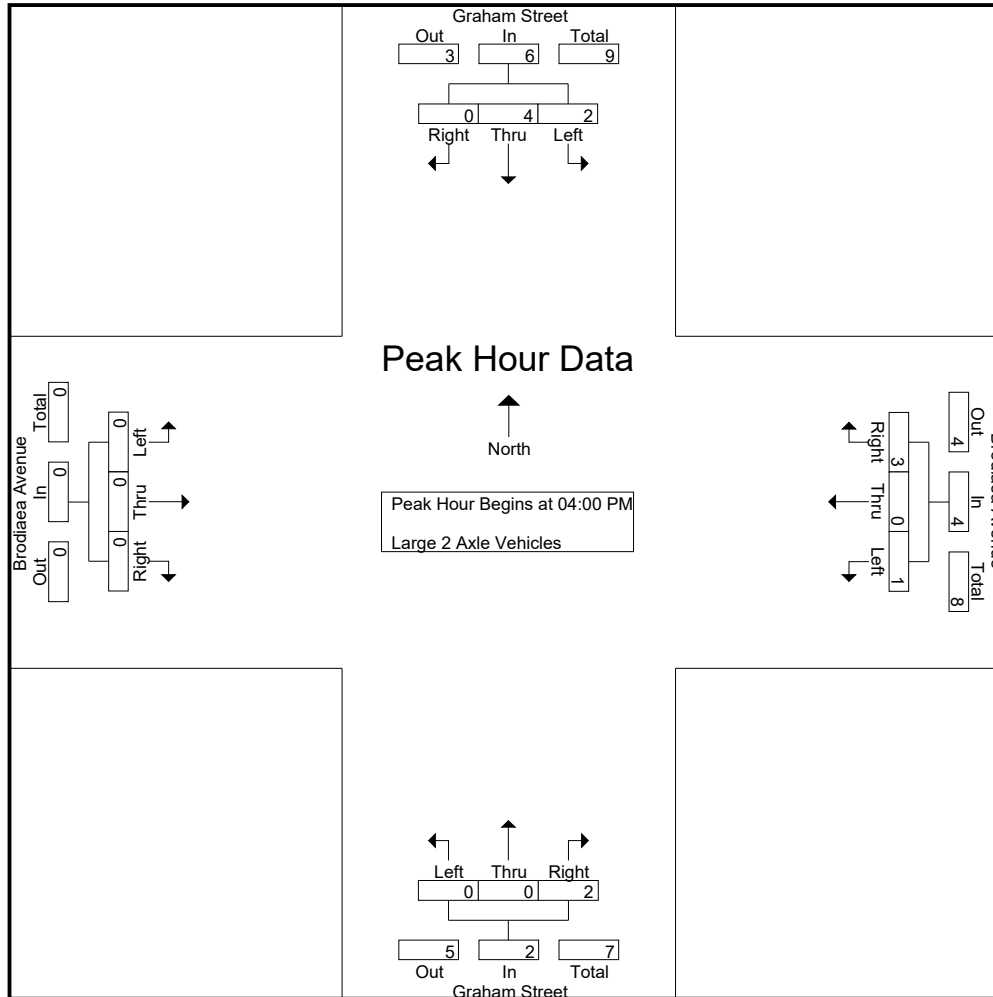 Graham Street
Out In Total
3 6 9
0 4 2
Right Thru Left
Peak Hour Data
North
Peak Hour Begins at 04:00 PM
Large 2 Axle Vehicles
Brodiaea Avenue
Total In Out
0 0 0
0 0 0
Left Thru Right
Right Thru Left
3 0 1
Out In Total
4 4 8
Left Thru Right
0 0 2
5 2 7
Out In Total
Graham Street